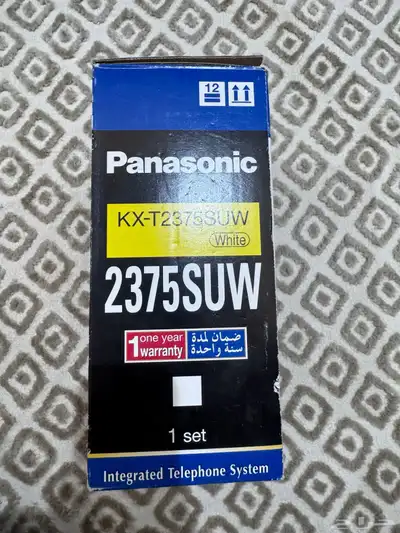 12
Panasonic
KX-T2375SUW
White
2375SUW
1 one year warranty
ضمان لمدة
سنة واحدة
1 set
Integrated Telephone System